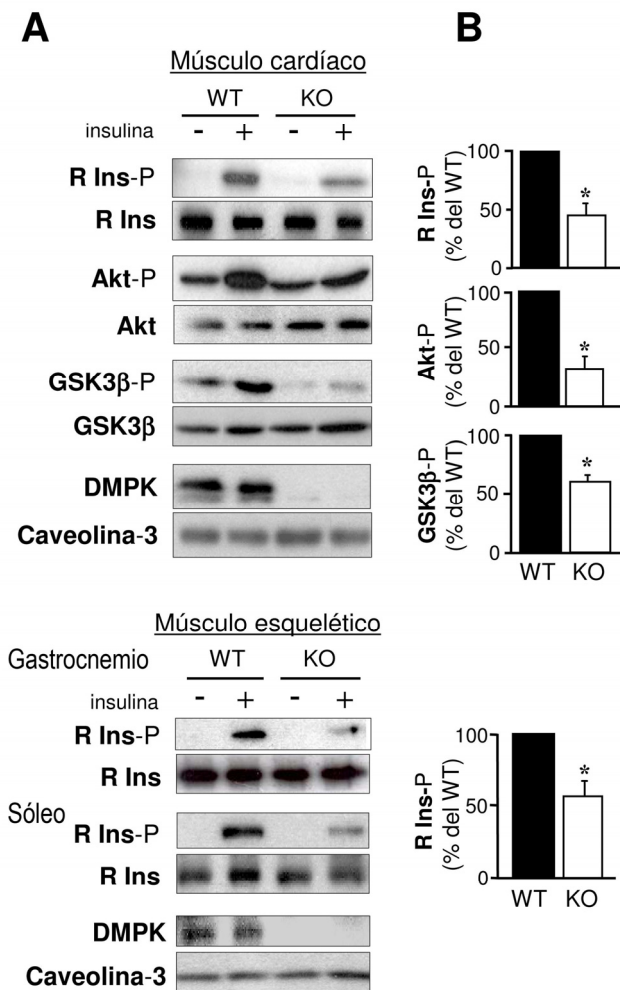 A
B
Músculo cardíaco
WT KO
insulina - + - +
R Ins-P
R Ins
Akt-P
Akt
GSK3β-P
GSK3β
DMPK
Caveolina-3
R Ins-P
(% del WT)
100
50
0
*
Akt-P
(% del WT)
100
50
0
*
GSK3β-P
(% del WT)
100
50
0
*
WT KO
Músculo esquelético
Gastrocnemio WT KO
insulina - + - +
R Ins-P
R Ins
Sóleo
R Ins-P
R Ins
DMPK
Caveolina-3
R Ins-P
(% del WT)
100
50
0
*
WT KO